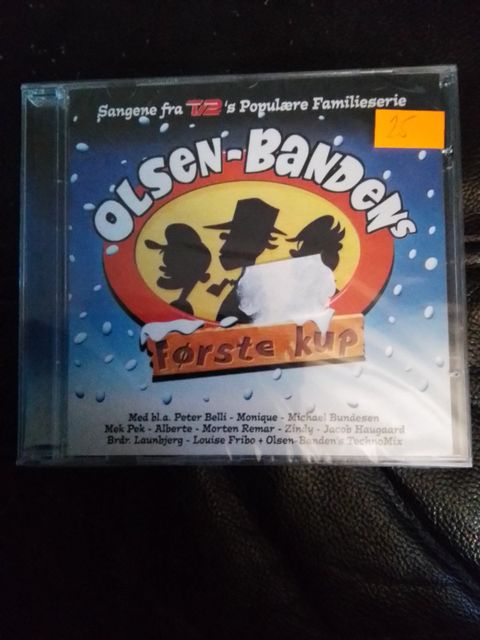 Sangene fra TV2's Populære Familieserie
25
OLSEN-BANDENS
Første kup
Med bl.a. Peter Belli - Monique - Michael Bundesen
Mek Pek - Alberte - Morten Remar - Zindy - Jacob Haugaard
Brdr. Launbjerg - Louise Fribo + Olsen-Banden's TechnoMix